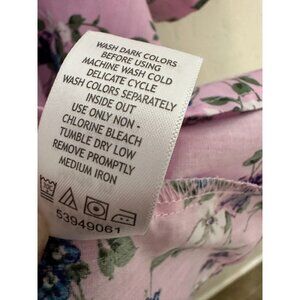 WASH DARK COLORS
BEFORE USING
MACHINE WASH COLD
DELICATE CYCLE
WASH COLORS SEPARATELY
INSIDE OUT
USE ONLY NON -
CHLORINE BLEACH
TUMBLE DRY LOW
REMOVE PROMPTLY
MEDIUM IRON
53949061